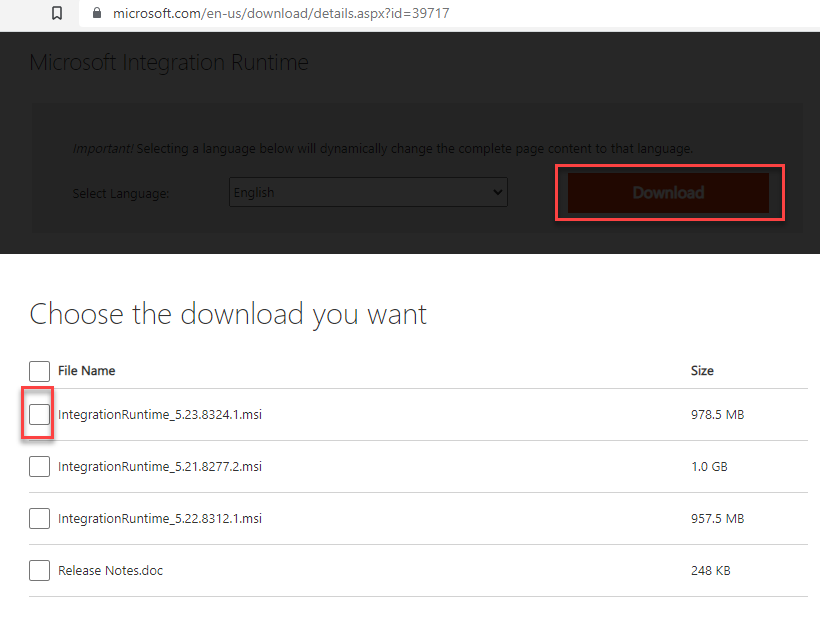 microsoft.com/en-us/download/details.aspx?id=39717
Microsoft Integration Runtime
Important! Selecting a language below will dynamically change the complete page content to that language.
Select Language: English Download
Choose the download you want
File Name Size
IntegrationRuntime_5.23.8324.1.msi 978.5 MB
IntegrationRuntime_5.21.8277.2.msi 1.0 GB
IntegrationRuntime_5.22.8312.1.msi 957.5 MB
Release Notes.doc 248 KB